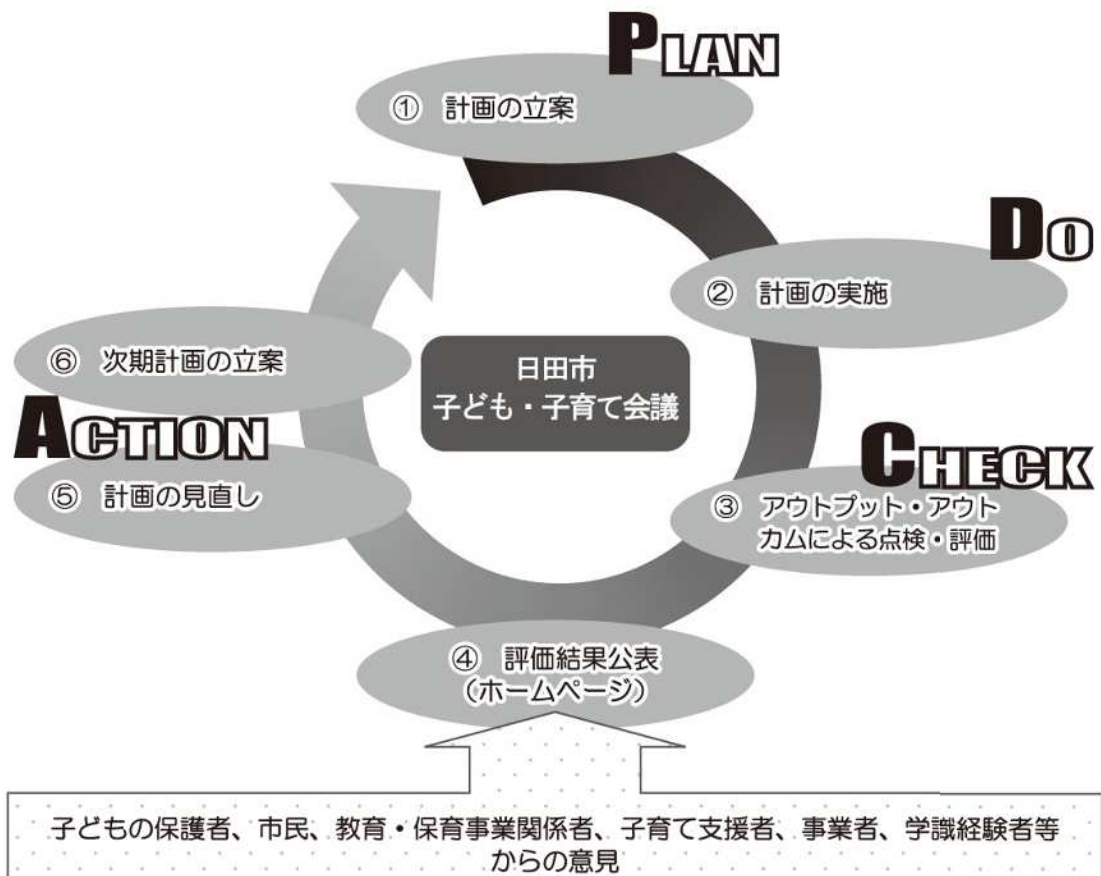 PLAN
① 計画の立案
DO
② 計画の実施
⑥ 次期計画の立案
日田市
子ども・子育て会議
ACTION
CHECK
⑤ 計画の見直し
③ アウトプット・アウト
カムによる点検・評価
④ 評価結果公表
（ホームページ）
子どもの保護者、市民、教育・保育事業関係者、子育て支援者、事業者、学識経験者等
からの意見